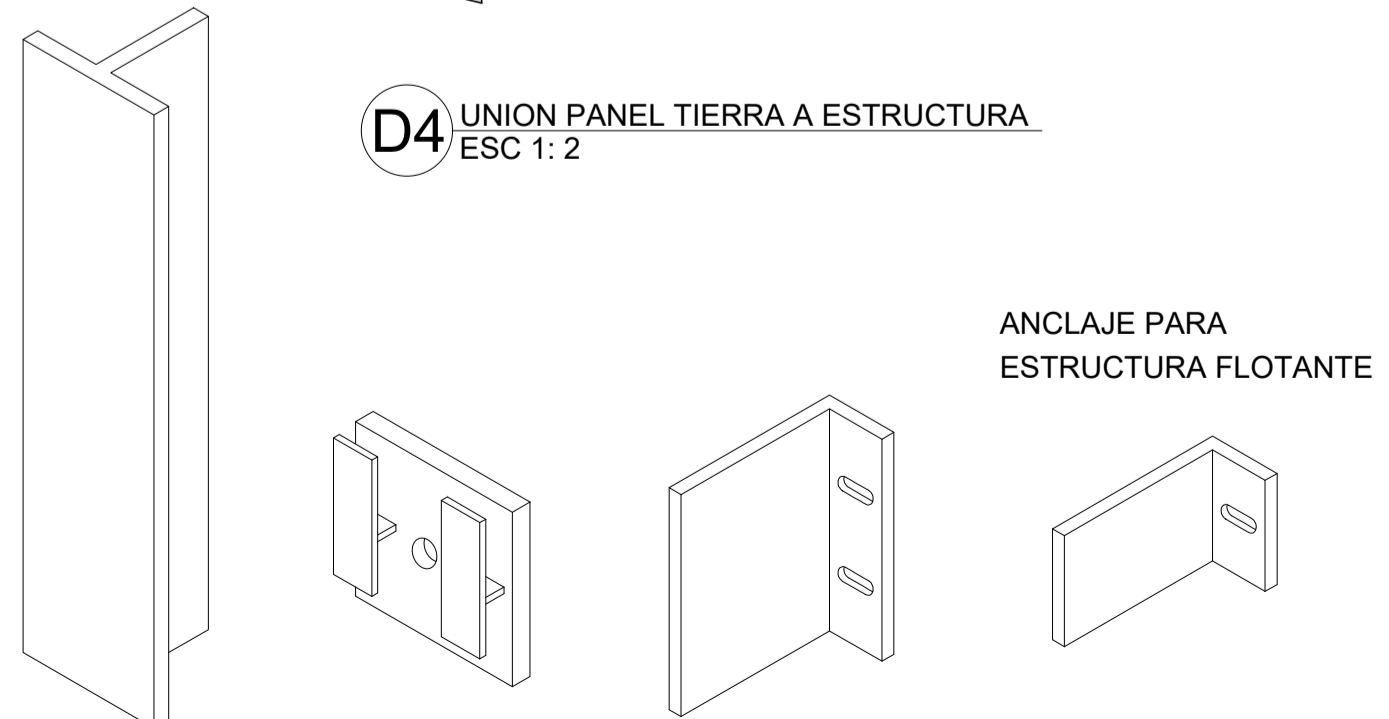 D4
UNION PANEL TIERRA A ESTRUCTURA
ESC 1: 2
ANCLAJE PARA
ESTRUCTURA FLOTANTE